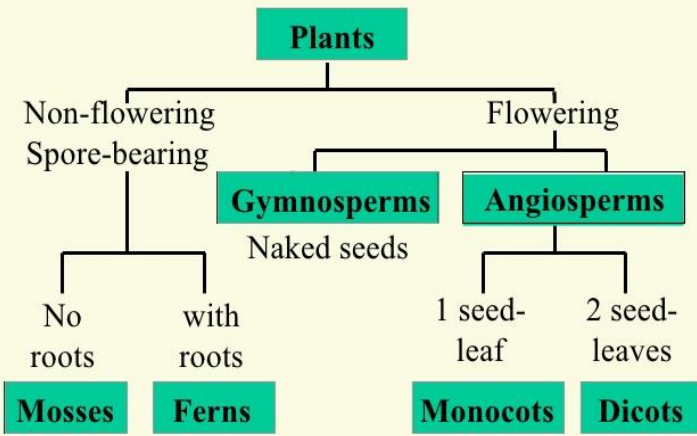 Plants
Non-flowering
Spore-bearing
Flowering
Gymnosperms
Naked seeds
Angiosperms
No
roots
with
roots
1 seed-
leaf
2 seed-
leaves
Mosses
Ferns
Monocots
Dicots